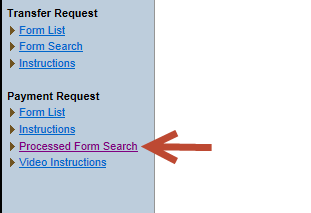 Transfer Request
Form List
Form Search
Instructions
Payment Request
Form List
Instructions
Processed Form Search
Video Instructions